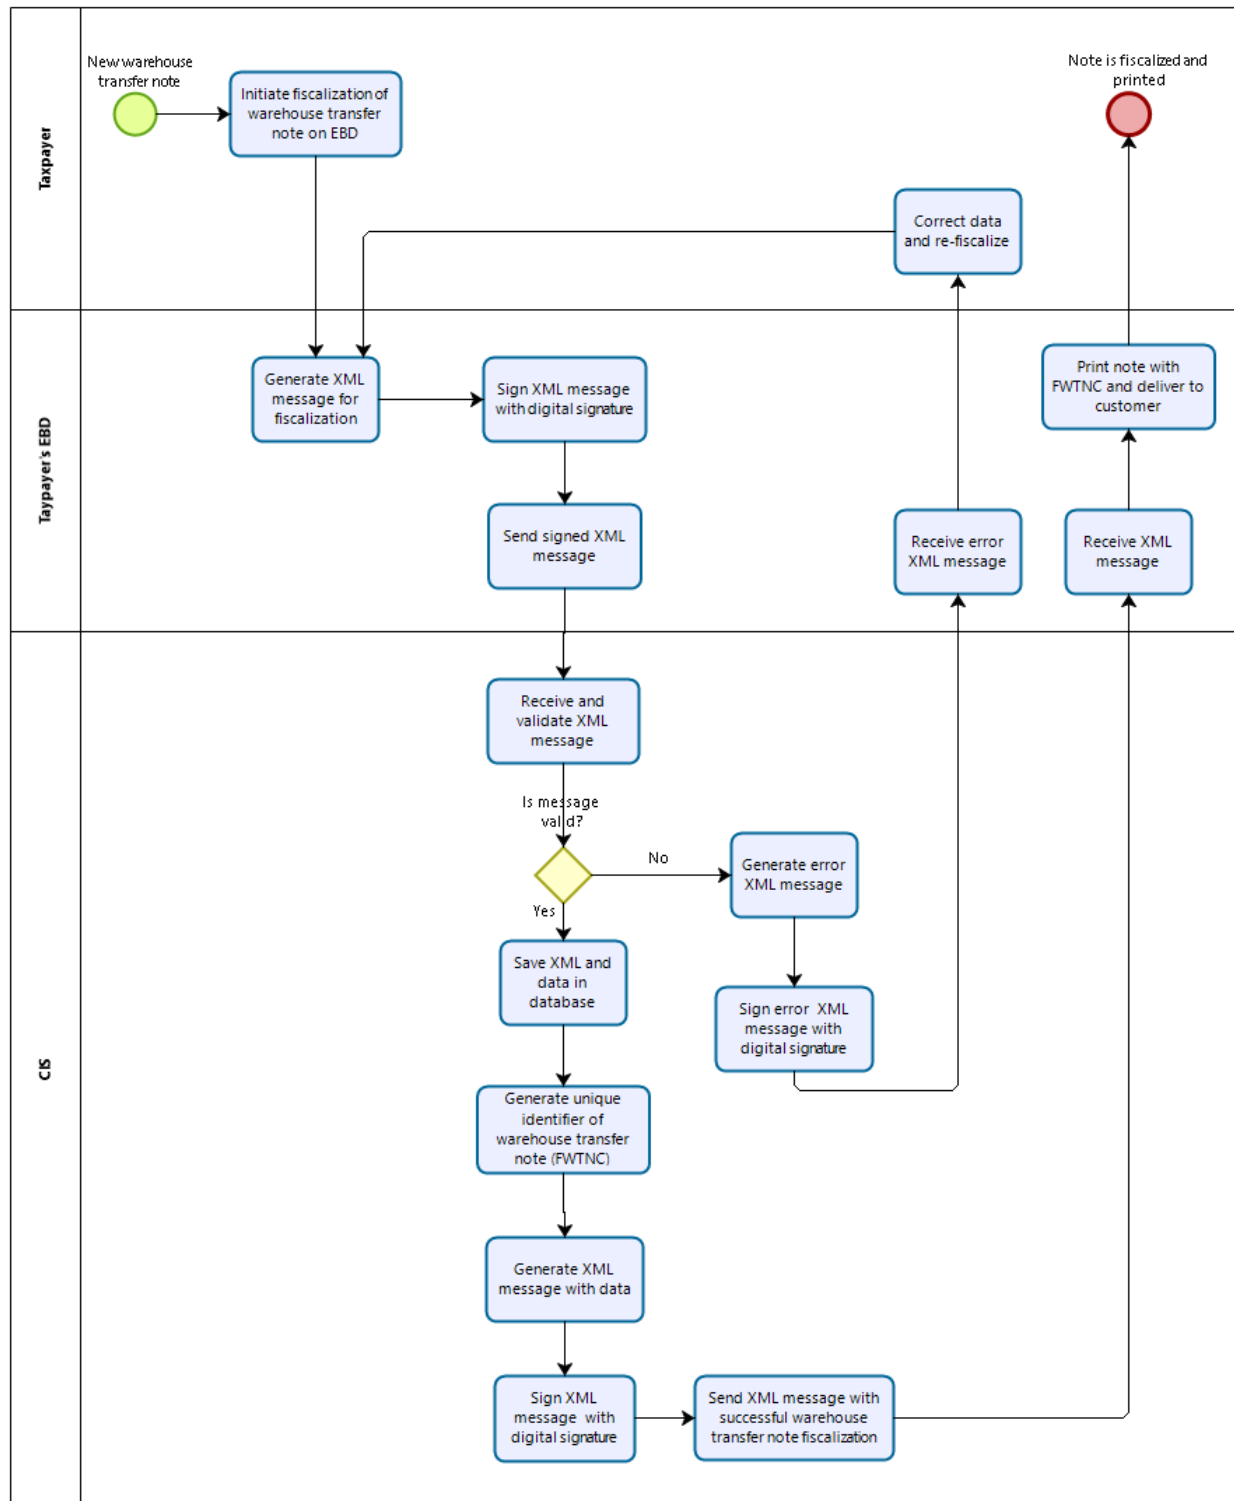 Taxpayer
New warehouse
transfer note
Initiate fiscalization of
warehouse transfer
note on EBD
Note is fiscalized and
printed
Correct data
and re-fiscalize
Taypayer's EBD
Generate XML
message for
fiscalization
Sign XML message
with digital signature
Send signed XML
message
Print note with
FWTNC and deliver to
customer
Receive error
XML message
Receive XML
message
CIS
Receive and
validate XML
message
Is message
valid?
No
Yes
Generate error
XML message
Save XML and
data in
database
Sign error XML
message with
digital signature
Generate unique
identifier of
warehouse transfer
note (FWTNC)
Generate XML
message with data
Sign XML
message with
digital signature
Send XML message with
successful warehouse
transfer note fiscalization